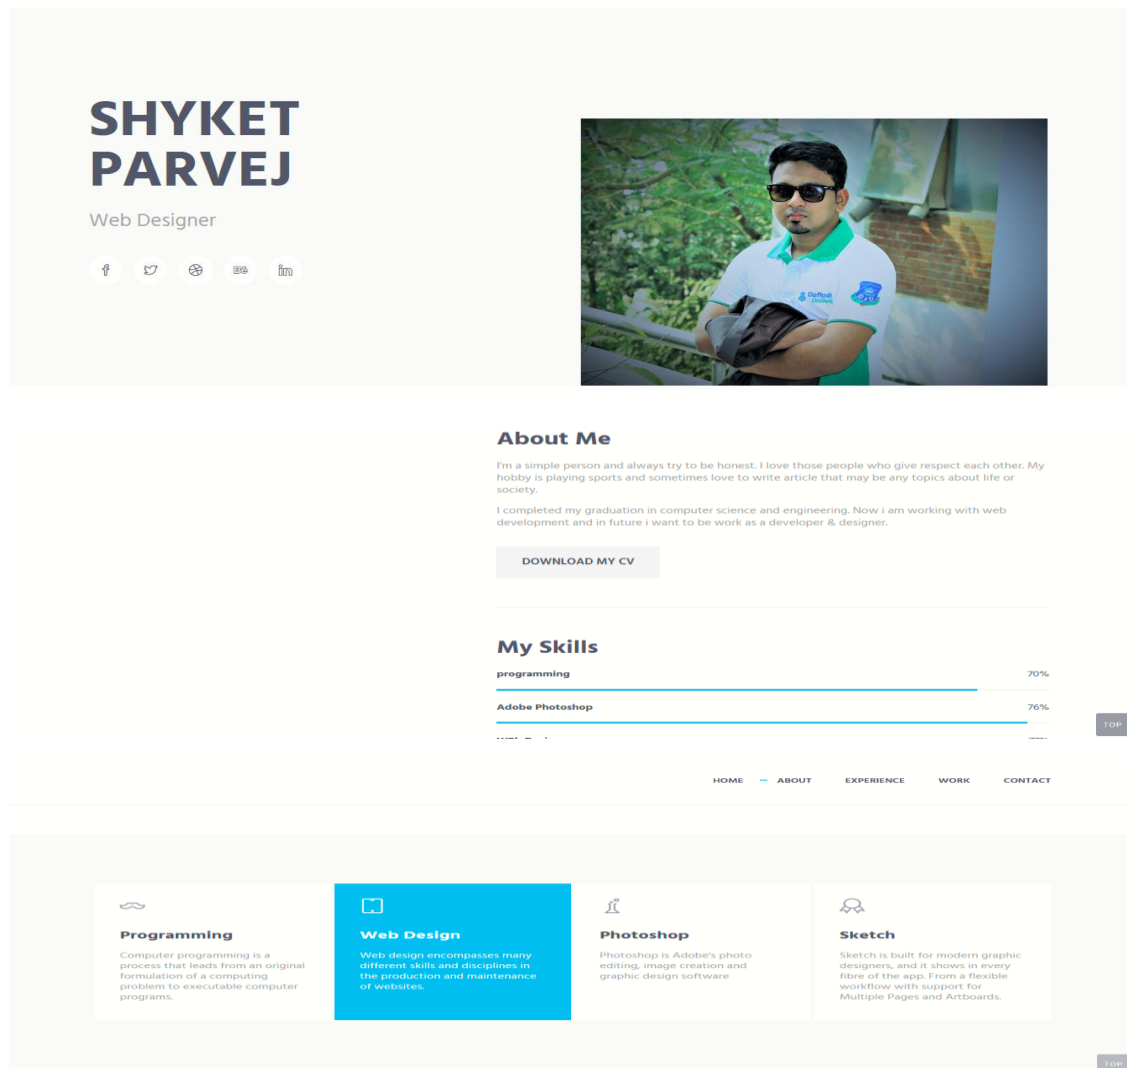 SHYKET
PARVEJ
Web Designer
Bē
in
Daffodil
About Me
I'm a simple person and always try to be honest. I love those people who give respect each other. My
hobby is playing sports and sometimes love to write article that may be any topics about life or
society.
I completed my graduation in computer science and engineering. Now i am working with web
development and in future i want to be work as a developer & designer.
DOWNLOAD MY CV
My Skills
programming 70%
Adobe Photoshop 76%
TOP
HOME ABOUT EXPERIENCE WORK CONTACT
Programming
Computer programming is a
process that leads from an original
formulation of a computing
problem to executable computer
programs.
Web Design
Web design encompasses many
different skills and disciplines in
the production and maintenance
of websites.
Photoshop
Photoshop is Adobe's photo
editing, image creation and
graphic design software
Sketch
Sketch is built for modern graphic
designers, and it shows in every
fibre of the app. From a flexible
workflow with support for
Multiple Pages and Artboards.
TOP